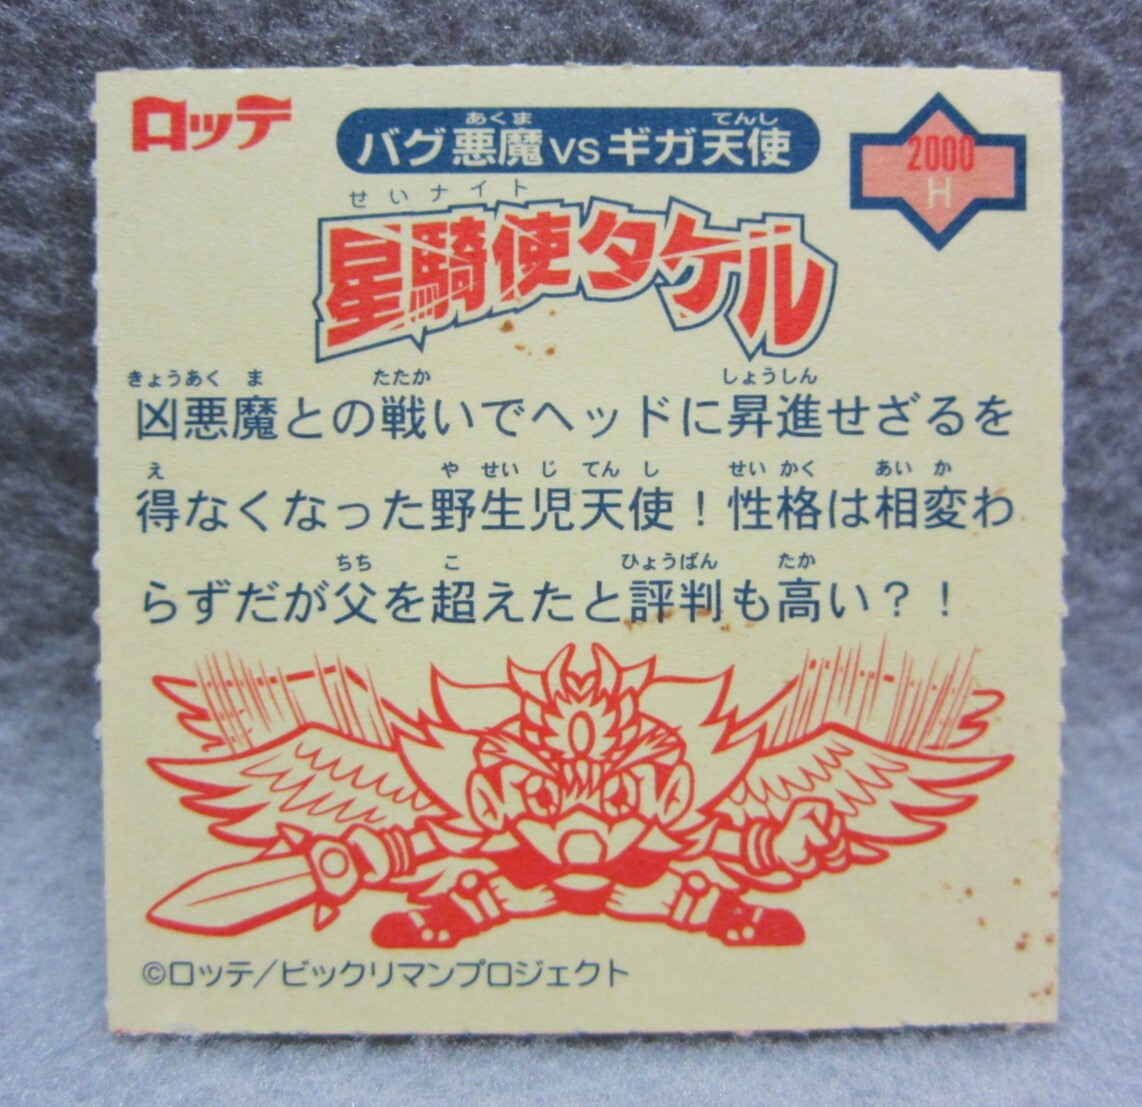 ロッテ
あくま てんし
バグ悪魔vsギガ天使
2000
H
せいナイト
星騎使タケル
きょうあく ま たたか しょうしん
凶悪魔との戦いでヘッドに昇進せざるを
え や せい じ てん し せい かく あい か
得なくなった野生児天使！性格は相変わ
ちち こ ひょうばん たか
らずだが父を超えたと評判も高い？！
©ロッテ/ビックリマンプロジェクト